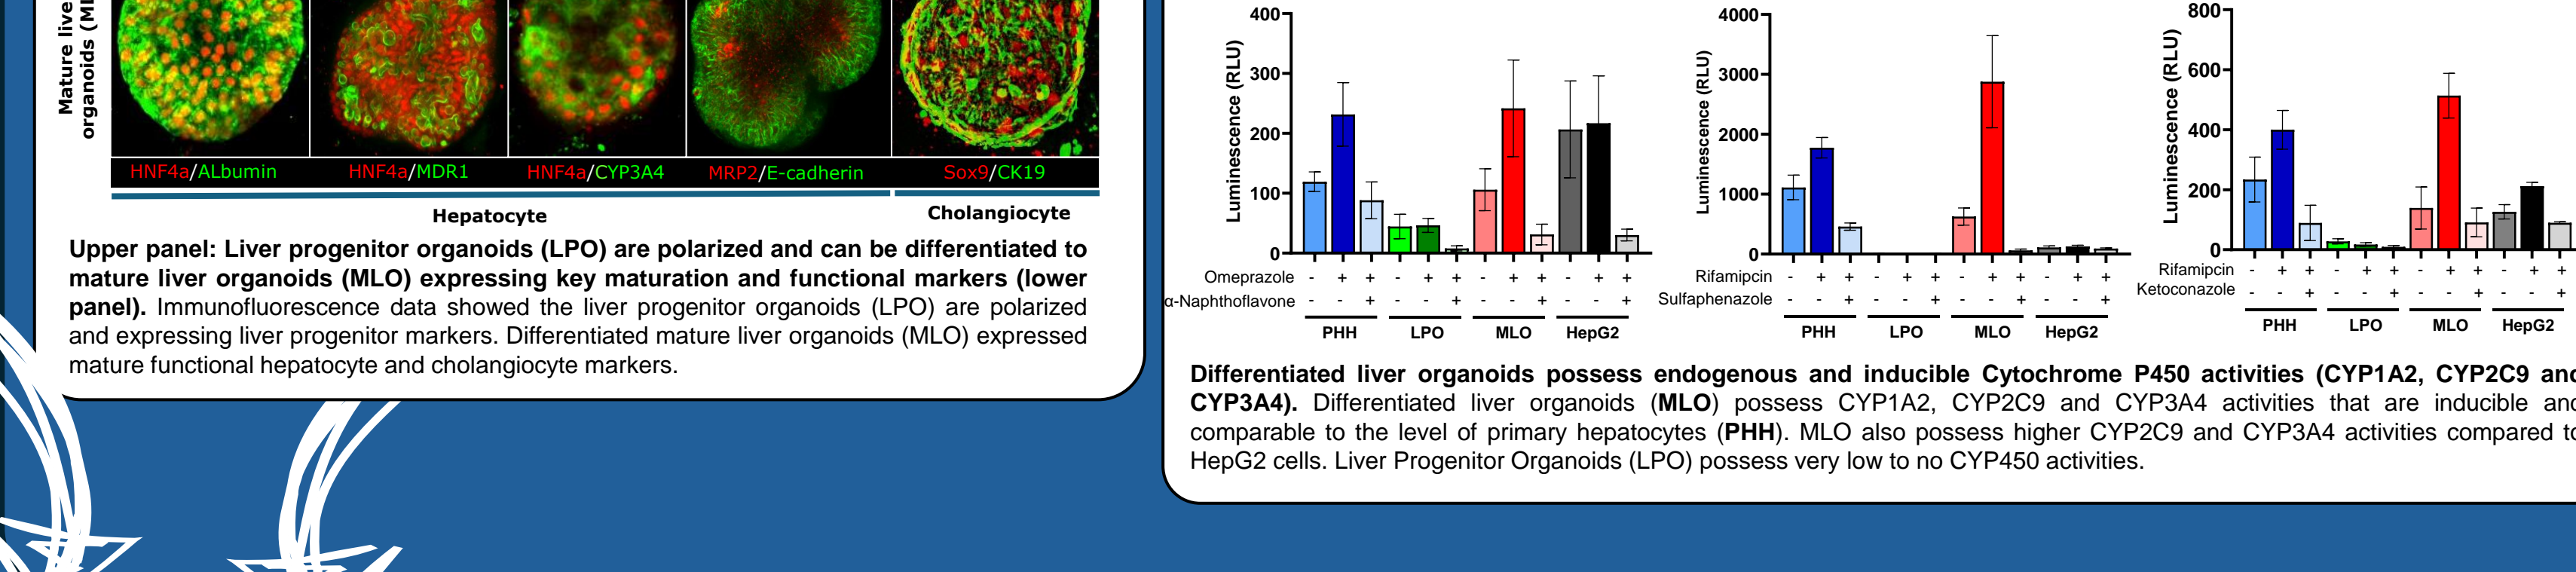 Mature live
organoids (M
HNF4a/ALbumin
HNF4a/MDR1
HNF4a/CYP3A4
MRP2/E-cadherin
Sox9/CK19
Hepatocyte
Cholangiocyte
Upper panel: Liver progenitor organoids (LPO) are polarized and can be differentiated to
mature liver organoids (MLO) expressing key maturation and functional markers (lower
panel). Immunofluorescence data showed the liver progenitor organoids (LPO) are polarized
and expressing liver progenitor markers. Differentiated mature liver organoids (MLO) expressed
mature functional hepatocyte and cholangiocyte markers.
Luminescence (RLU)
400
300
200
100
0
Omeprazole - + + - + + - + + - + +
α-Naphthoflavone - - + - - + - - + - - +
PHH LPO MLO HepG2
Luminescence (RLU)
4000
3000
2000
1000
0
Rifamipcin - + + - + + - + + - + +
Sulfaphenazole - - + - - + - - + - - +
PHH LPO MLO HepG2
Luminescence (RLU)
800
600
400
200
0
Rifamipcin - + + - + + - + + - + +
Ketoconazole - - + - - + - - + - - +
PHH LPO MLO HepG2
Differentiated liver organoids possess endogenous and inducible Cytochrome P450 activities (CYP1A2, CYP2C9 and
CYP3A4). Differentiated liver organoids (MLO) possess CYP1A2, CYP2C9 and CYP3A4 activities that are inducible and
comparable to the level of primary hepatocytes (PHH). MLO also possess higher CYP2C9 and CYP3A4 activities compared to
HepG2 cells. Liver Progenitor Organoids (LPO) possess very low to no CYP450 activities.